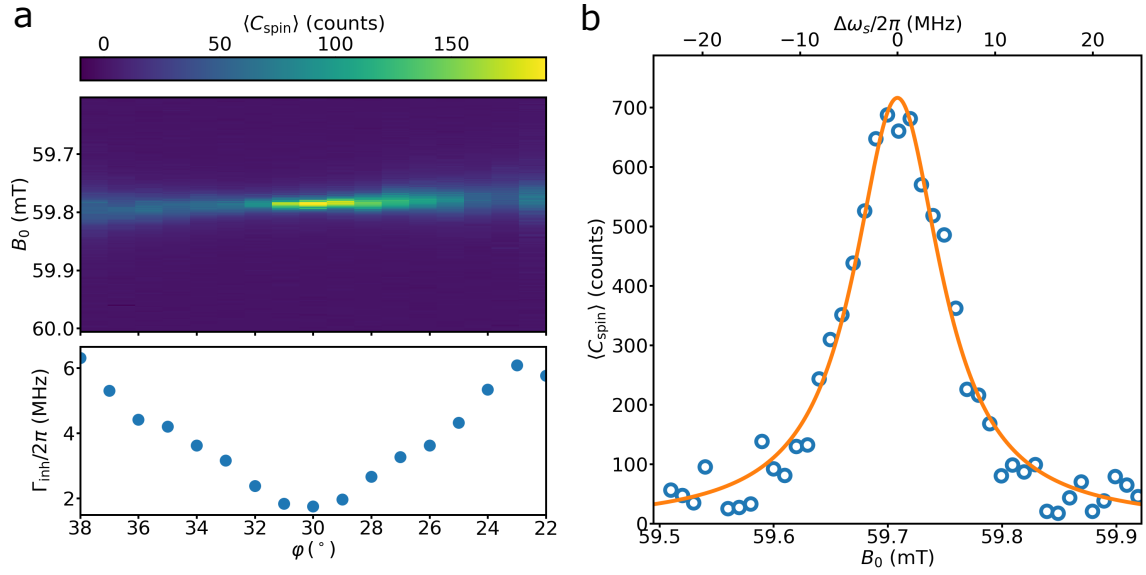 a
⟨C_spin⟩ (counts)
0 50 100 150
B_0 (mT)
59.7
59.8
59.9
60.0
Γ_inh/2π (MHz)
6
4
2
38 36 34 32 30 28 26 24 22
φ (°)
b
Δω_s/2π (MHz)
−20 −10 0 10 20
⟨C_spin⟩ (counts)
700
600
500
400
300
200
100
0
59.5 59.6 59.7 59.8 59.9
B_0 (mT)